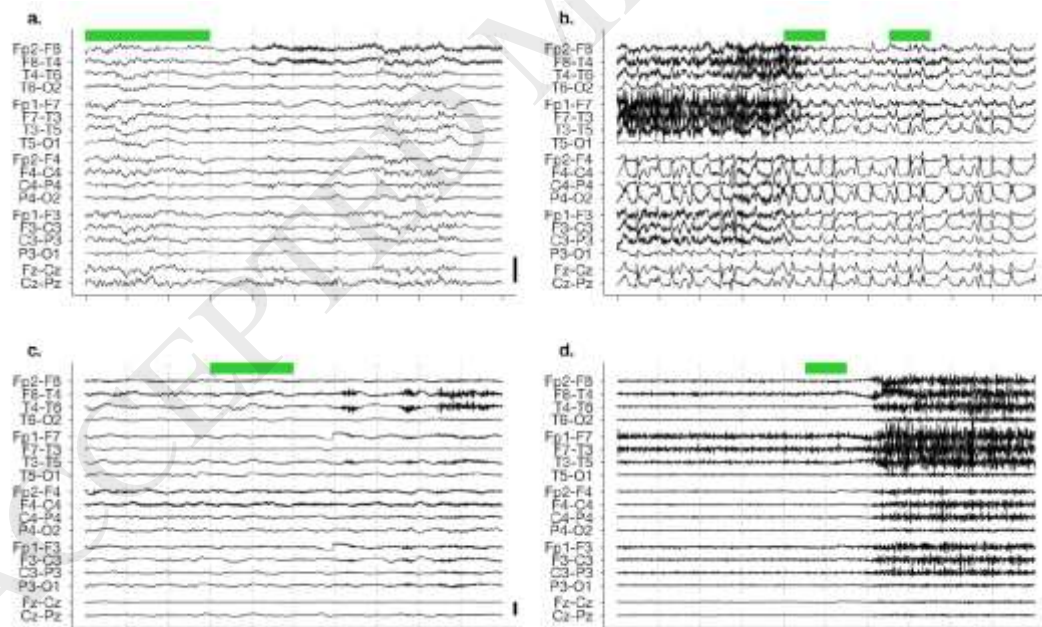 a.
Fp2-F8
F8-T4
T4-T6
T6-O2
Fp1-F7
F7-T3
T3-T5
T5-O1
Fp2-F4
F4-C4
C4-P4
P4-O2
Fp1-F3
F3-C3
C3-P3
P3-O1
Fz-Cz
Cz-Pz
b.
Fp2-F8
F8-T4
T4-T6
T6-O2
Fp1-F7
F7-T3
T3-T5
T5-O1
Fp2-F4
F4-C4
C4-P4
P4-O2
Fp1-F3
F3-C3
C3-P3
P3-O1
Fz-Cz
Cz-Pz
c.
Fp2-F8
F8-T4
T4-T6
T6-O2
Fp1-F7
F7-T3
T3-T5
T5-O1
Fp2-F4
F4-C4
C4-P4
P4-O2
Fp1-F3
F3-C3
C3-P3
P3-O1
Fz-Cz
Cz-Pz
d.
Fp2-F8
F8-T4
T4-T6
T6-O2
Fp1-F7
F7-T3
T3-T5
T5-O1
Fp2-F4
F4-C4
C4-P4
P4-O2
Fp1-F3
F3-C3
C3-P3
P3-O1
Fz-Cz
Cz-Pz
ACCEPTED M